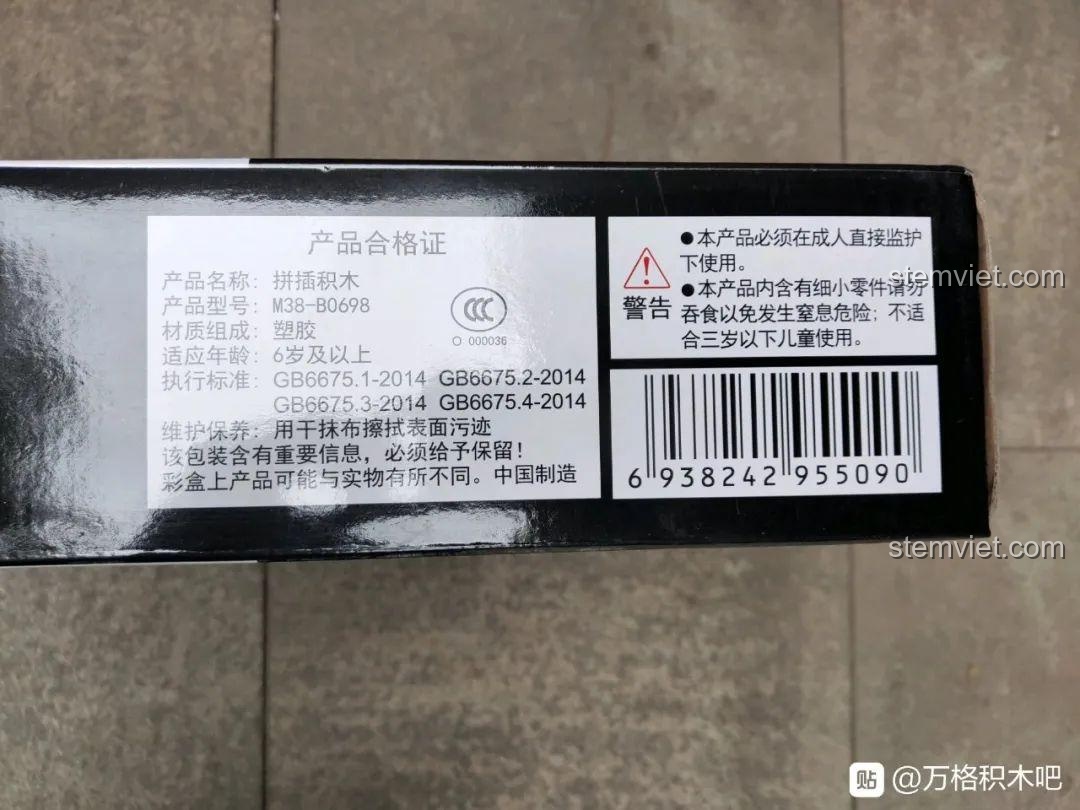 产品合格证
产品名称：拼插积木
产品型号：M38-B0698
材质组成：塑胶
适应年龄：6岁及以上
执行标准：GB6675.1-2014 GB6675.2-2014
GB6675.3-2014 GB6675.4-2014
维护保养：用干抹布擦拭表面污迹
该包装含有重要信息，必须给予保留！
彩盒上产品可能与实物有所不同。中国制造
CCC
O 000036
警告
●本产品必须在成人直接监护
下使用。
●本产品内含有细小零件请勿
吞食以免发生窒息危险；不适
合三岁以下儿童使用。
6 938242 955090
stemviet.com
stemviet.com
贴 @万格积木吧